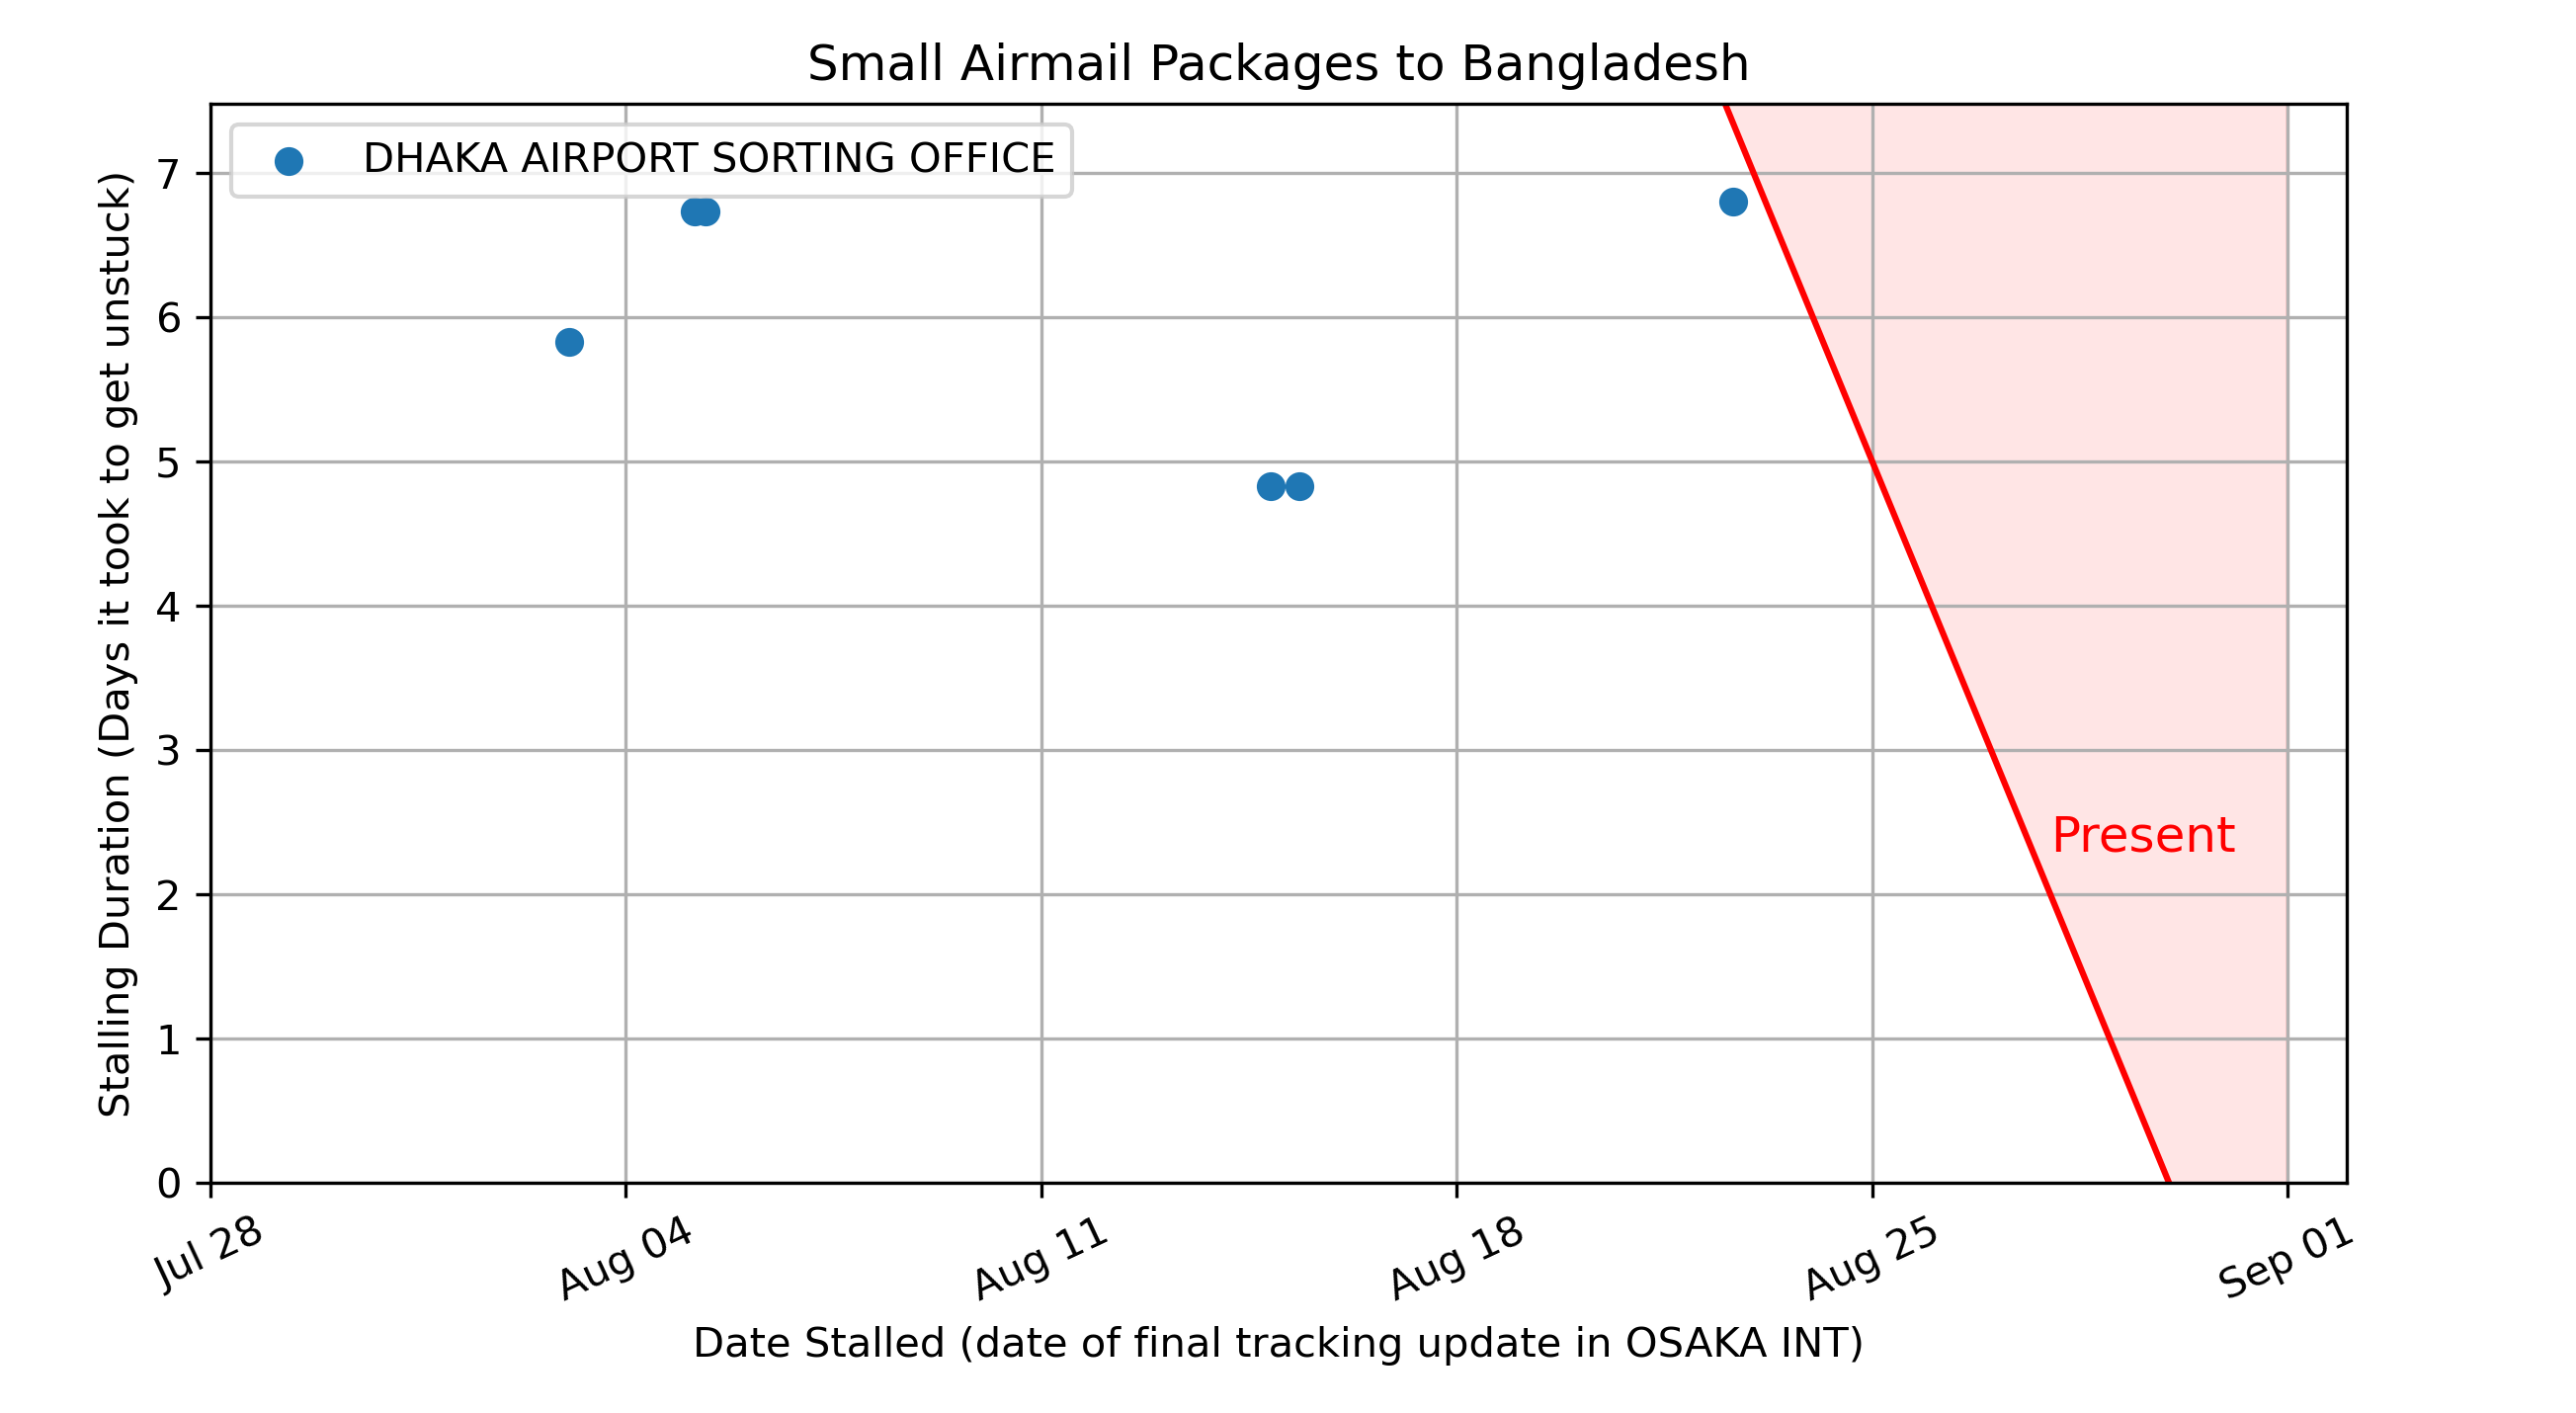 Small Airmail Packages to Bangladesh
DHAKA AIRPORT SORTING OFFICE
Stalling Duration (Days it took to get unstuck)
7
6
5
4
3
2
1
0
Present
Jul 28
Aug 04
Aug 11
Aug 18
Aug 25
Sep 01
Date Stalled (date of final tracking update in OSAKA INT)